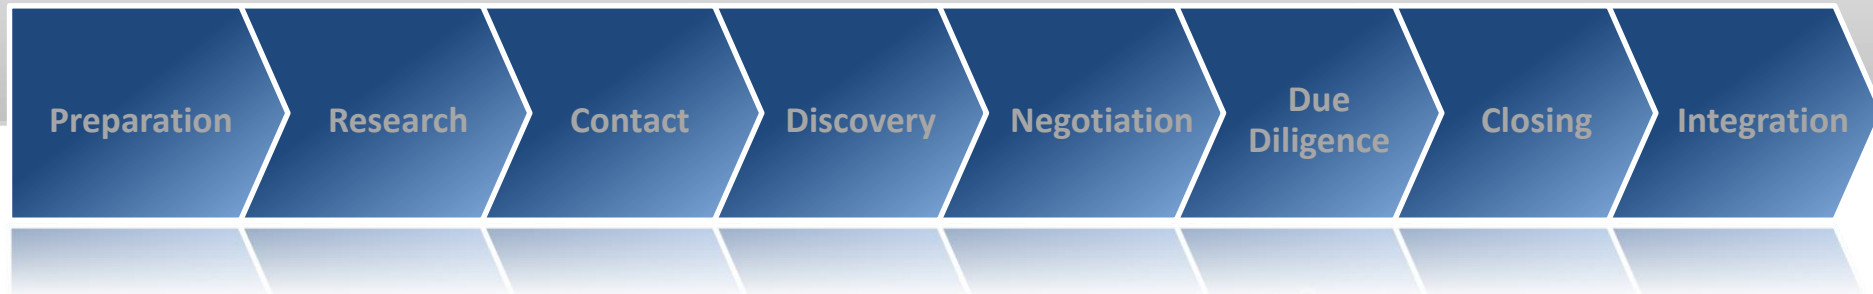 Preparation
Research
Contact
Discovery
Negotiation
Due
Diligence
Closing
Integration